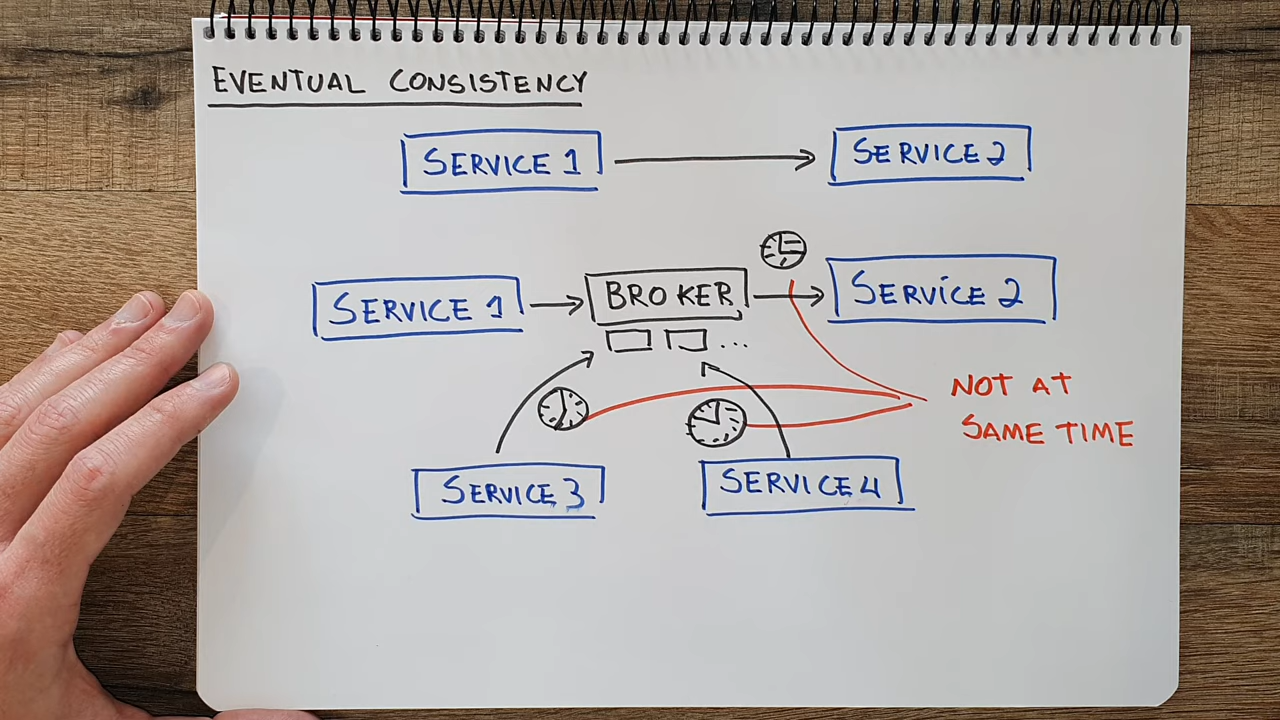 EVENTUAL CONSISTENCY
SERVICE 1
SERVICE 2
SERVICE 1
BROKER
SERVICE 2
...
NOT AT
SAME TIME
SERVICE 3
SERVICE 4